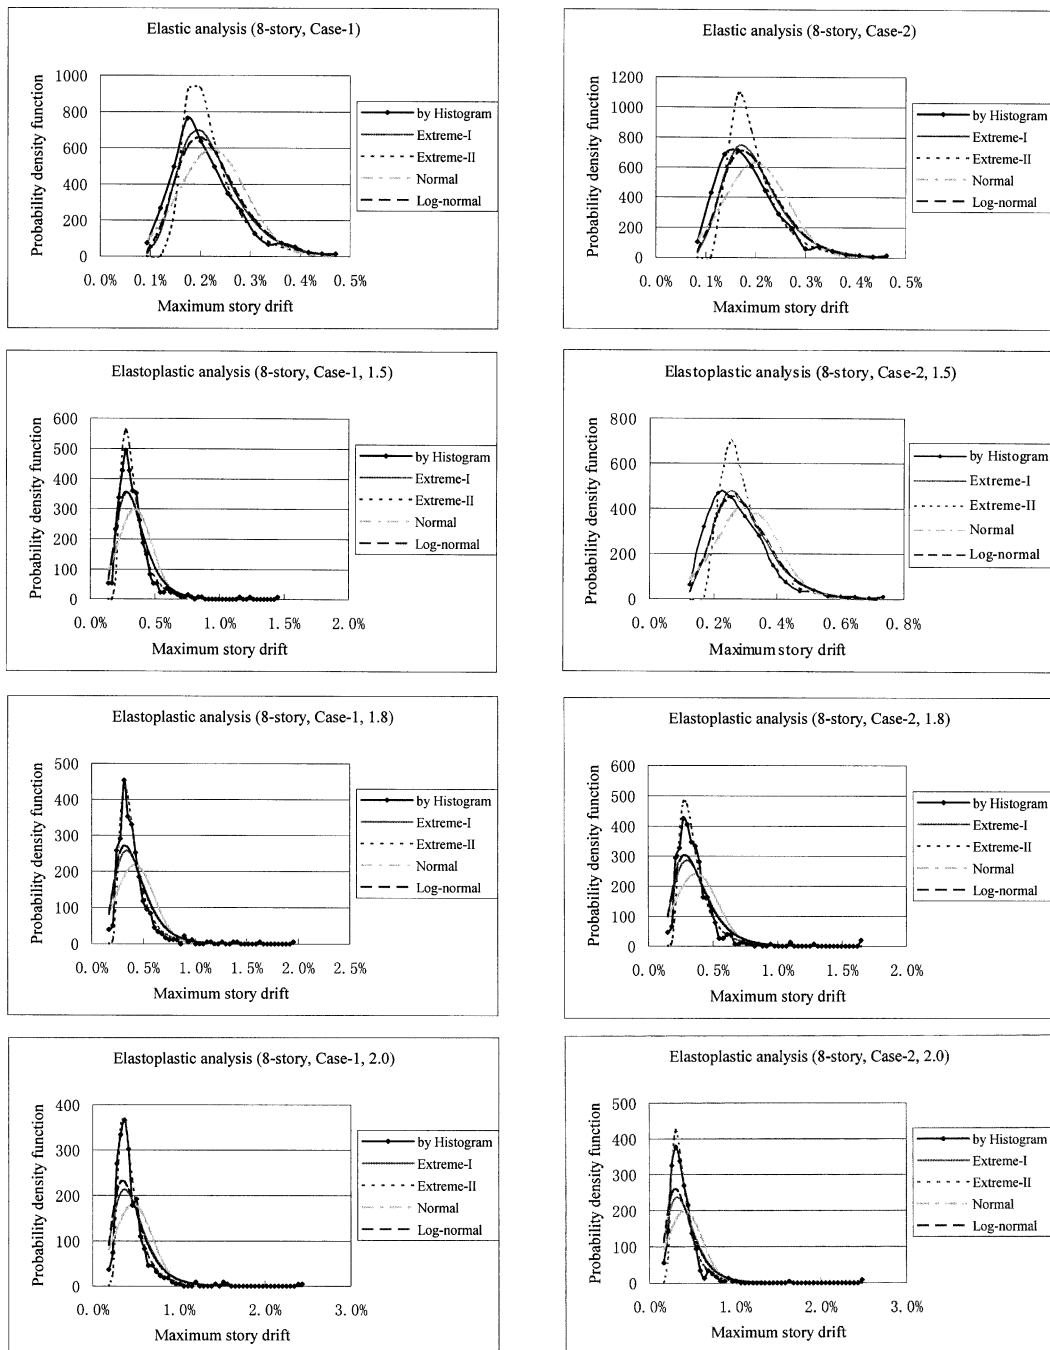 Elastic analysis (8-story, Case-1)
Probability density function
1000
800
600
400
200
0
0.0% 0.1% 0.2% 0.3% 0.4% 0.5%
Maximum story drift
by Histogram
Extreme-I
Extreme-II
Normal
Log-normal
Elastic analysis (8-story, Case-2)
Probability density function
1200
1000
800
600
400
200
0
0.0% 0.1% 0.2% 0.3% 0.4% 0.5%
Maximum story drift
by Histogram
Extreme-I
Extreme-II
Normal
Log-normal
Elastoplastic analysis (8-story, Case-1, 1.5)
Probability density function
600
500
400
300
200
100
0
0.0% 0.5% 1.0% 1.5% 2.0%
Maximum story drift
by Histogram
Extreme-I
Extreme-II
Normal
Log-normal
Elastoplastic analysis (8-story, Case-2, 1.5)
Probability density function
800
600
400
200
0
0.0% 0.2% 0.4% 0.6% 0.8%
Maximum story drift
by Histogram
Extreme-I
Extreme-II
Normal
Log-normal
Elastoplastic analysis (8-story, Case-1, 1.8)
Probability density function
500
400
300
200
100
0
0.0% 0.5% 1.0% 1.5% 2.0% 2.5%
Maximum story drift
by Histogram
Extreme-I
Extreme-II
Normal
Log-normal
Elastoplastic analysis (8-story, Case-2, 1.8)
Probability density function
600
500
400
300
200
100
0
0.0% 0.5% 1.0% 1.5% 2.0%
Maximum story drift
by Histogram
Extreme-I
Extreme-II
Normal
Log-normal
Elastoplastic analysis (8-story, Case-1, 2.0)
Probability density function
400
300
200
100
0
0.0% 1.0% 2.0% 3.0%
Maximum story drift
by Histogram
Extreme-I
Extreme-II
Normal
Log-normal
Elastoplastic analysis (8-story, Case-2, 2.0)
Probability density function
500
400
300
200
100
0
0.0% 1.0% 2.0% 3.0%
Maximum story drift
by Histogram
Extreme-I
Extreme-II
Normal
Log-normal